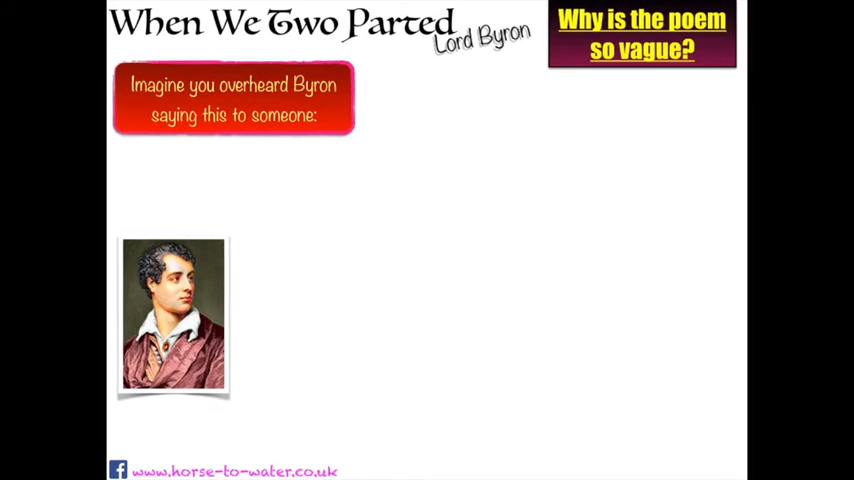 When We Two Parted
Lord Byron
Why is the poem
so vague?
Imagine you overheard Byron
saying this to someone:
www.horse-to-water.co.uk